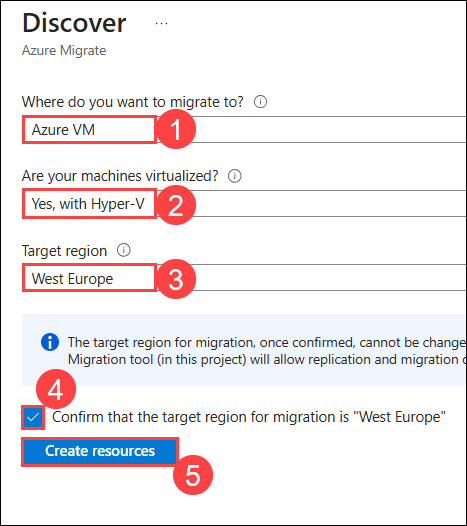 Discover ...
Azure Migrate
Where do you want to migrate to?
Azure VM 1
Are your machines virtualized?
Yes, with Hyper-V 2
Target region
West Europe 3
The target region for migration, once confirmed, cannot be change
Migration tool (in this project) will allow replication and migration
4
Confirm that the target region for migration is "West Europe"
Create resources
5